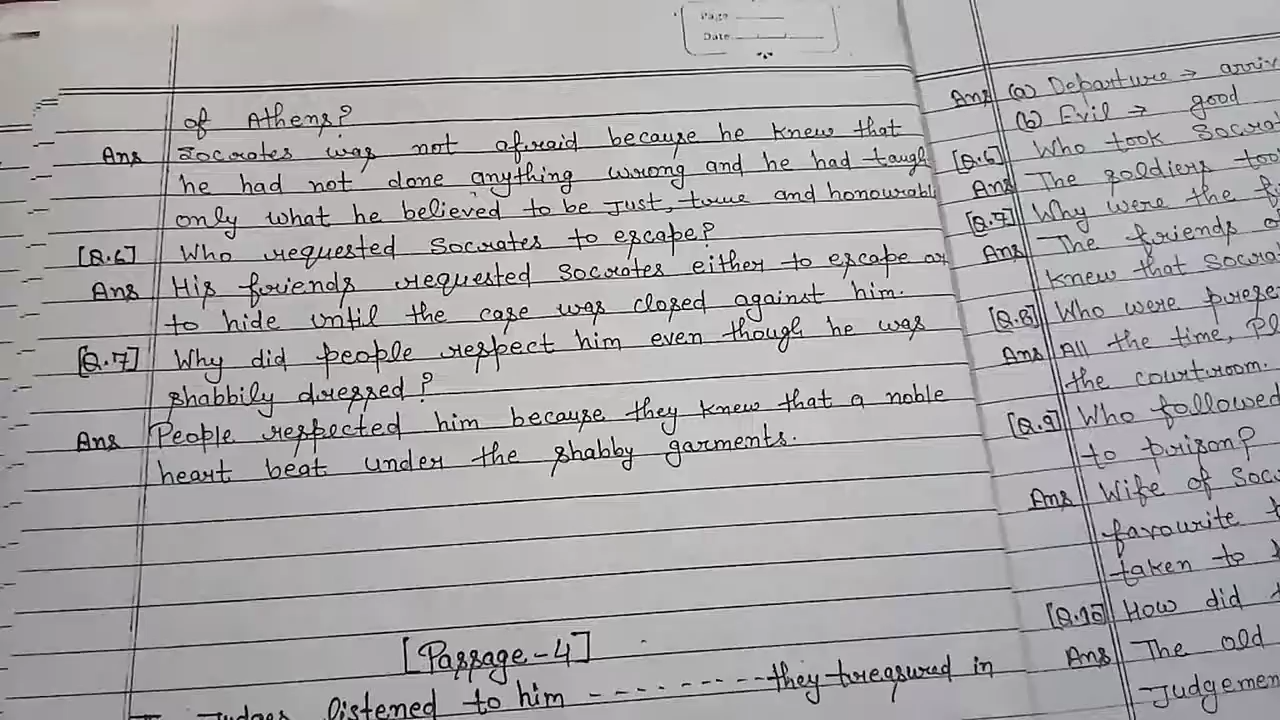 Page
Date
of Athens?
Ans Socrates was not afraid because he knew that
he had not done anything wrong and he had taugh
only what he believed to be Just, true and honourabl
[Q.6] Who requested Socrates to escape?
Ans His friends requested Socrates either to escape or
to hide until the case was closed against him.
[Q.7] Why did people respect him even though he was
shabbily dressed?
Ans People respected him because they knew that a noble
heart beat under the shabby garments.
[Passage-4]
Judges listened to him - - - - - - - - - - they treasured in
Ans (a) Departure → arriv
(b) Evil → good
[Q.6] Who took Socra
Ans The soldiers took
[Q.7] Why were the f
Ans The friends o
knew that Socra
[Q.8] Who were prese
Ans All the time, Pl
the courtroom.
[Q.9] Who followed
to prison?
Ans Wife of Soc
favourite
taken to
[Q.10] How did
Ans The old
Judgemen